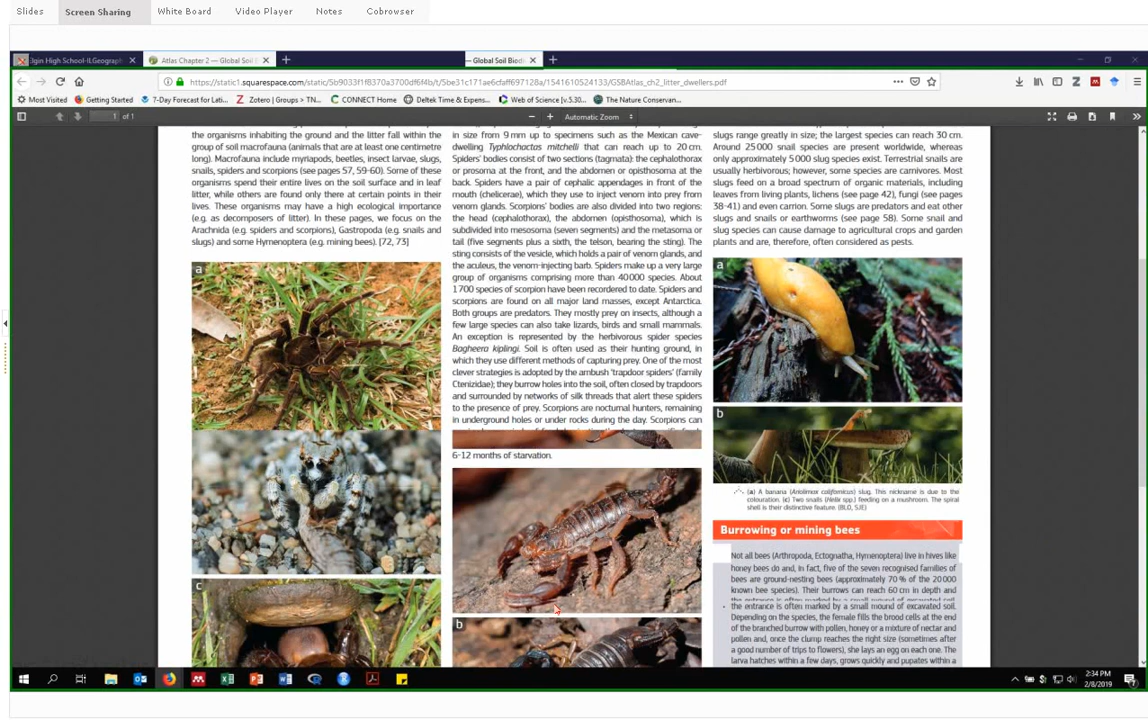 Slides
Screen Sharing
White Board
Video Player
Notes
Cobrowser
Elgin High School-ILGeograph
Atlas Chapter 2 — Global Soil B
— Global Soil Biodi
https://static1.squarespace.com/static/5b9033f1f8370a3700df6f4b/t/5be31c171ae6cfaff697128a/1541610524133/GSBAtlas_ch2_litter_dwellers.pdf
Most Visited
Getting Started
7-Day Forecast for Lati...
Zotero | Groups > TN...
CONNECT Home
Deltek Time & Expens...
Web of Science [v.5.30...
The Nature Conservan...
1
of 1
Automatic Zoom
the organisms inhabiting the ground and the litter fall within the
group of soil macrofauna (animals that are at least one centimetre
long). Macrofauna include myriapods, beetles, insect larvae, slugs,
snails, spiders and scorpions (see pages 57, 59-60). Some of these
organisms spend their entire lives on the soil surface and in leaf
litter, while others are found only there at certain points in their
lives. These organisms may have a high ecological importance
(e.g. as decomposers of litter). In these pages, we focus on the
Arachnida (e.g. spiders and scorpions), Gastropoda (e.g. snails and
slugs) and some Hymenoptera (e.g. mining bees). [72, 73]
a
c
in size from 9 mm up to specimens such as the Mexican cave-
dwelling Typhlochactas mitchelli that can reach up to 20 cm.
Spiders' bodies consist of two sections (tagmata): the cephalothorax
or prosoma at the front, and the abdomen or opisthosoma at the
back. Spiders have a pair of cephalic appendages in front of the
mouth (chelicerae), which they use to inject venom into prey from
venom glands. Scorpions' bodies are also divided into two regions:
the head (cephalothorax), the abdomen (opisthosoma), which is
subdivided into mesosoma (seven segments) and the metasoma or
tail (five segments plus a sixth, the telson, bearing the sting). The
sting consists of the vesicle, which holds a pair of venom glands, and
the aculeus, the venom-injecting barb. Spiders make up a very large
group of organisms comprising more than 40 000 species. About
1 700 species of scorpion have been recordered to date. Spiders and
scorpions are found on all major land masses, except Antarctica.
Both groups are predators. They mostly prey on insects, although a
few large species can also take lizards, birds and small mammals.
An exception is represented by the herbivorous spider species
Bagheera kiplingi. Soil is often used as their hunting ground, in
which they use different methods of capturing prey. One of the most
clever strategies is adopted by the ambush 'trapdoor spiders' (family
Ctenizidae); they burrow holes into the soil, often closed by trapdoors
and surrounded by networks of silk threads that alert these spiders
to the presence of prey. Scorpions are nocturnal hunters, remaining
in underground holes or under rocks during the day. Scorpions can
6-12 months of starvation.
b
slugs range greatly in size; the largest species can reach 30 cm.
Around 25 000 snail species are present worldwide, whereas
only approximately 5 000 slug species exist. Terrestrial snails are
usually herbivorous; however, some species are carnivores. Most
slugs feed on a broad spectrum of organic materials, including
leaves from living plants, lichens (see page 42), fungi (see pages
38-41) and even carrion. Some slugs are predators and eat other
slugs and snails or earthworms (see page 58). Some snail and
slug species can cause damage to agricultural crops and garden
plants and are, therefore, often considered as pests.
a
b
(a) A banana (Ariolimax californicus) slug. This nickname is due to the
colouration. (c) Two snails (Helix spp.) feeding on a mushroom. The spiral
shell is their distinctive feature. (BLO, SJE)
Burrowing or mining bees
Not all bees (Arthropoda, Ectognatha, Hymenoptera) live in hives like
honey bees do and, in fact, five of the seven recognised families of
bees are ground-nesting bees (approximately 70 % of the 20 000
known bee species). Their burrows can reach 60 cm in depth and
the entrance is often marked by a small mound of excavated soil.
• the entrance is often marked by a small mound of excavated soil.
Depending on the species, the female fills the brood cells at the end
of the branched burrow with pollen, honey or a mixture of nectar and
pollen and, once the clump reaches the right size (sometimes after
a good number of trips to flowers), she lays an egg on each one. The
larva hatches within a few days, grows quickly and pupates within a
2:34 PM
2/8/2019